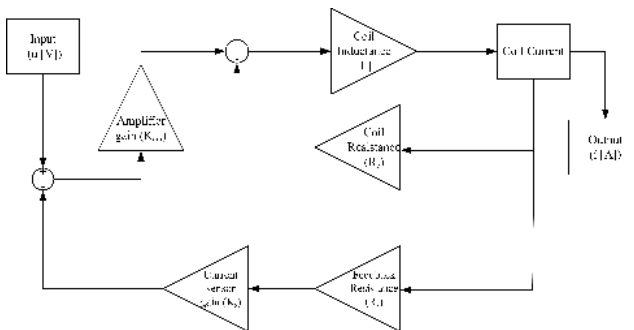 Input
(u [V])
Coil
Inductance
Coil Current
Amplifier
gain
Coil
Resistance
Output
Current
sensor
gain
Feedback
Resistance